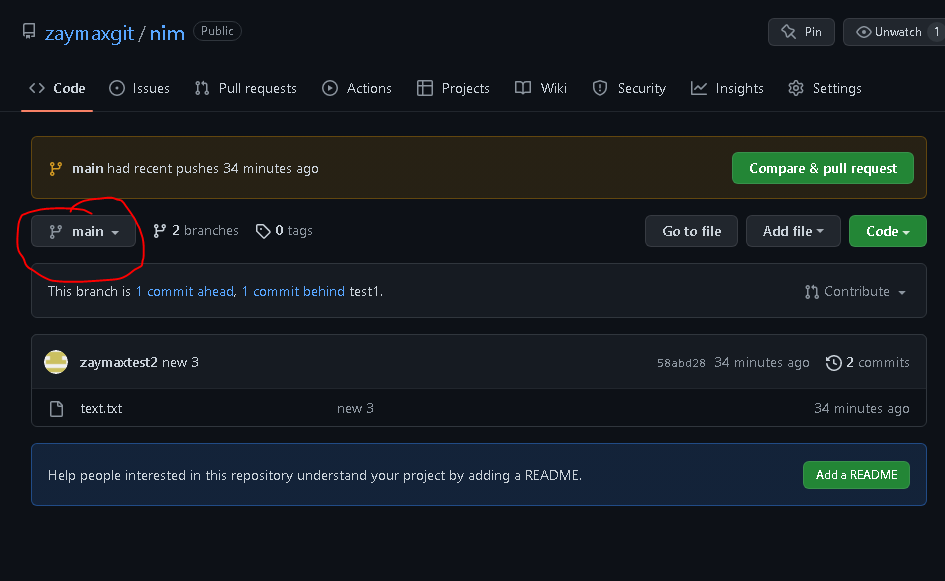 zaymaxgit / nim Public Pin Unwatch 1
Code Issues Pull requests Actions Projects Wiki Security Insights Settings
main had recent pushes 34 minutes ago Compare & pull request
main 2 branches 0 tags Go to file Add file Code
This branch is 1 commit ahead, 1 commit behind test1. Contribute
zaymaxtest2 new 3 58abd28 34 minutes ago 2 commits
text.txt new 3 34 minutes ago
Help people interested in this repository understand your project by adding a README. Add a README